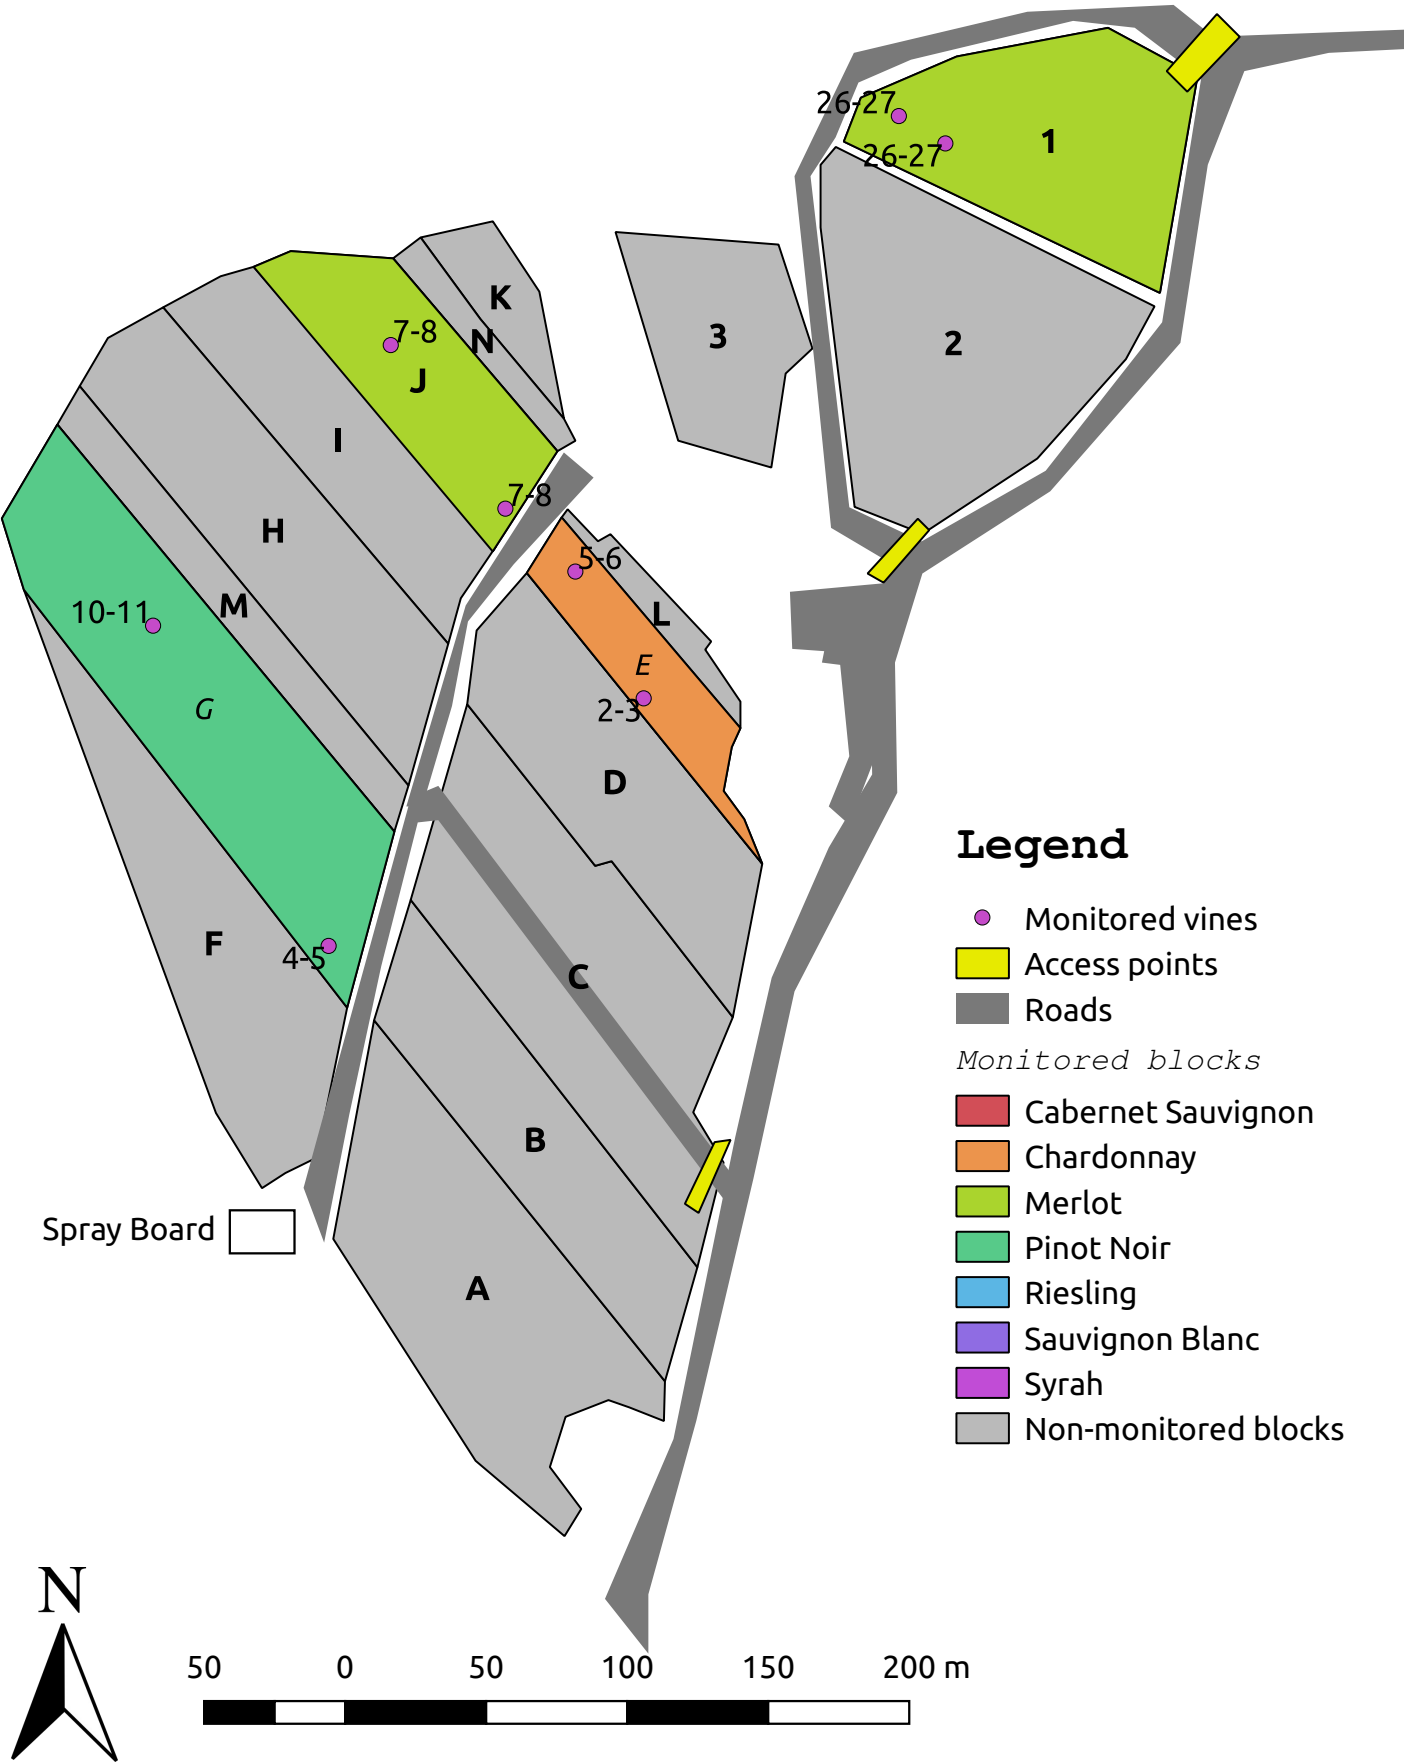 26-27
1
26-27
K
7-8
N
3
2
J
I
7-8
H
5-6
M
10-11
L
E
G
2-3
D
F
4-5
C
B
Spray Board
A
Legend
Monitored vines
Access points
Roads
Monitored blocks
Cabernet Sauvignon
Chardonnay
Merlot
Pinot Noir
Riesling
Sauvignon Blanc
Syrah
Non-monitored blocks
N
50 0 50 100 150 200 m